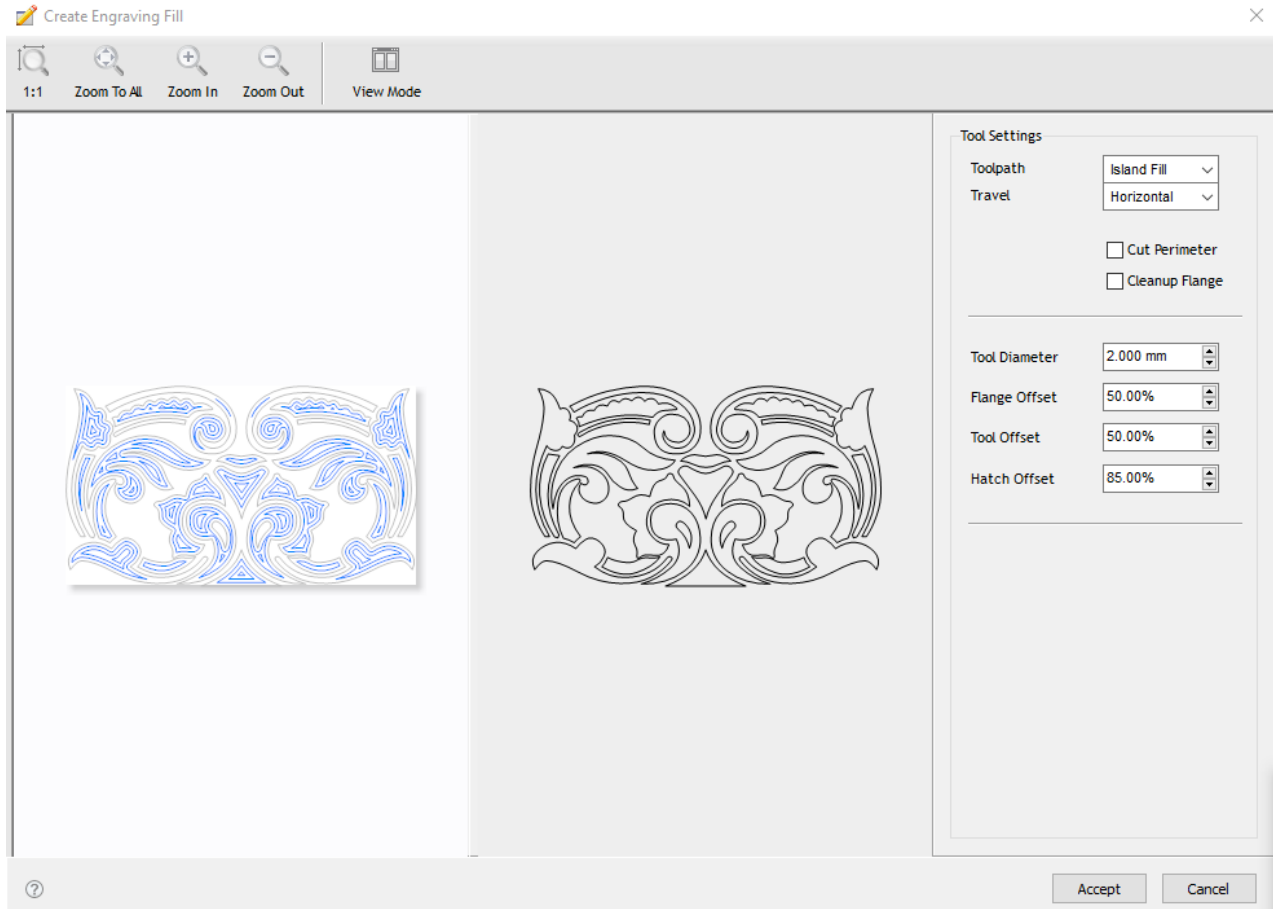 Create Engraving Fill
1:1 Zoom To All Zoom In Zoom Out View Mode
Tool Settings
Toolpath Island Fill
Travel Horizontal
Cut Perimeter
Cleanup Flange
Tool Diameter 2.000 mm
Flange Offset 50.00%
Tool Offset 50.00%
Hatch Offset 85.00%
? Accept Cancel